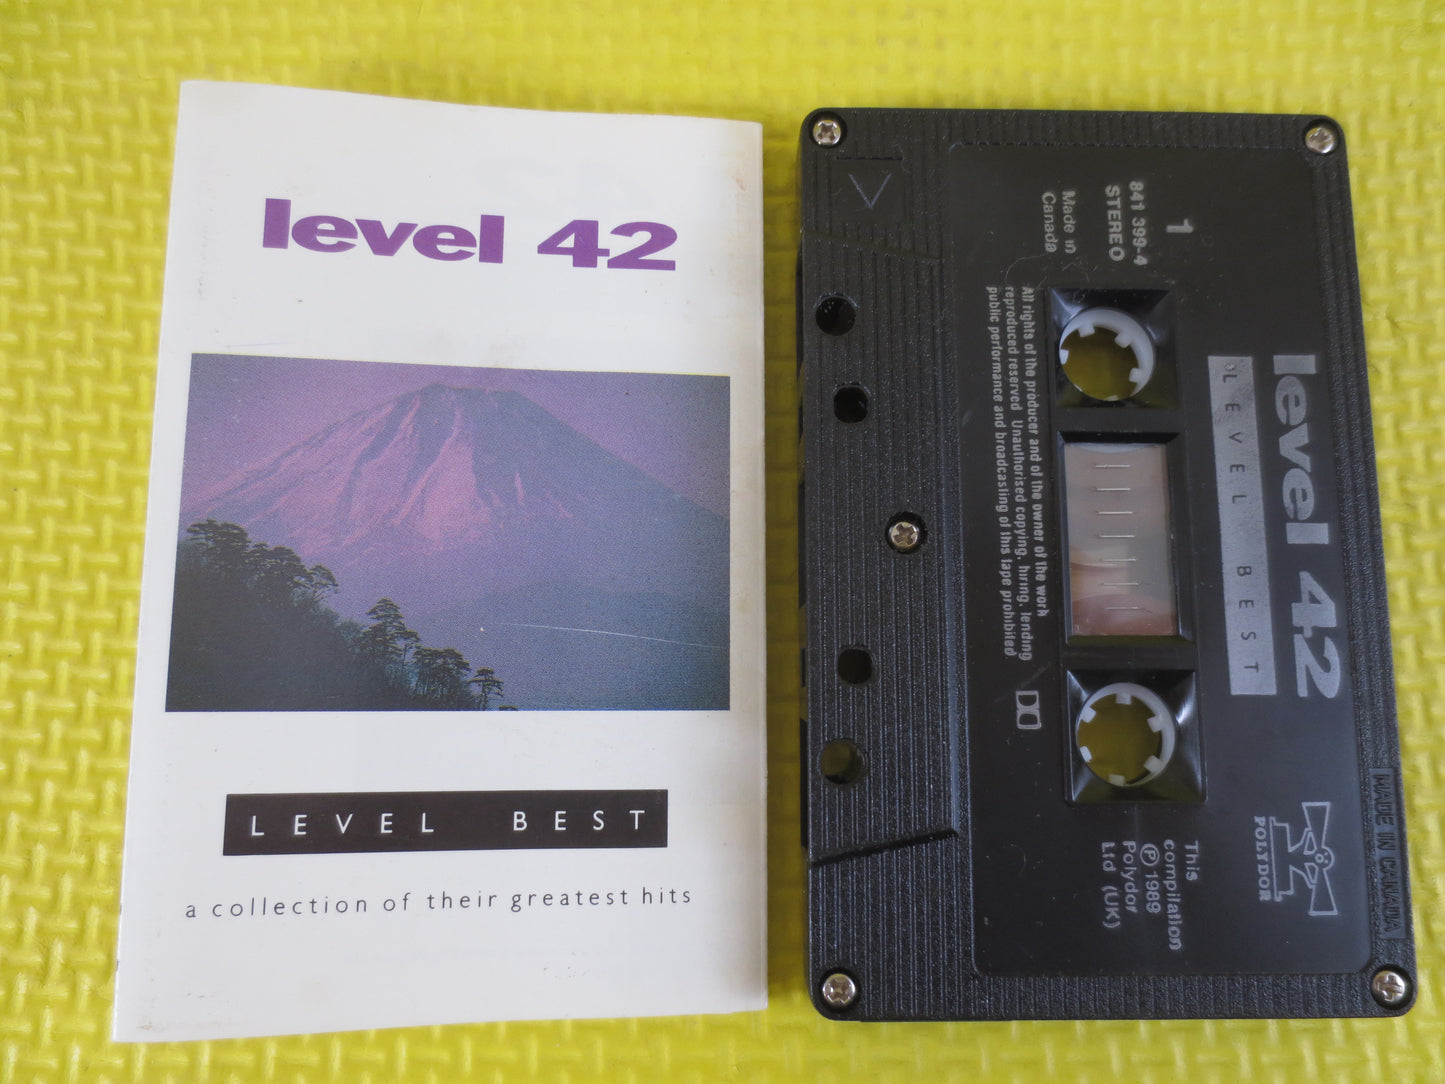 level 42
LEVEL BEST
a collection of their greatest hits
level 42
LEVEL BEST
1
841 399-4
STEREO
Made in
Canada
All rights of the producer and of the owner of the work
reproduced reserved Unauthorised copying, hiring, lending
public performance and broadcasting of this tape prohibited
This
compilation
℗ 1989
Polydor
Ltd (UK)
POLYDOR
MADE IN CANADA